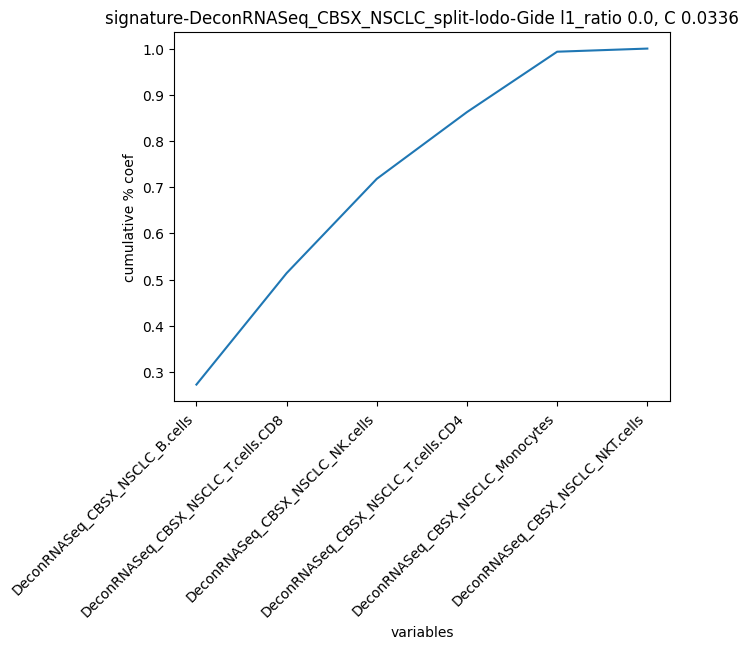 signature-DeconRNASeq_CBSX_NSCLC_split-lodo-Gide l1_ratio 0.0, C 0.0336
1.0
0.9
0.8
0.7
0.6
0.5
0.4
0.3
cumulative % coef
DeconRNASeq_CBSX_NSCLC_B.cells
DeconRNASeq_CBSX_NSCLC_T.cells.CD8
DeconRNASeq_CBSX_NSCLC_NK.cells
DeconRNASeq_CBSX_NSCLC_T.cells.CD4
DeconRNASeq_CBSX_NSCLC_Monocytes
DeconRNASeq_CBSX_NSCLC_NKT.cells
variables